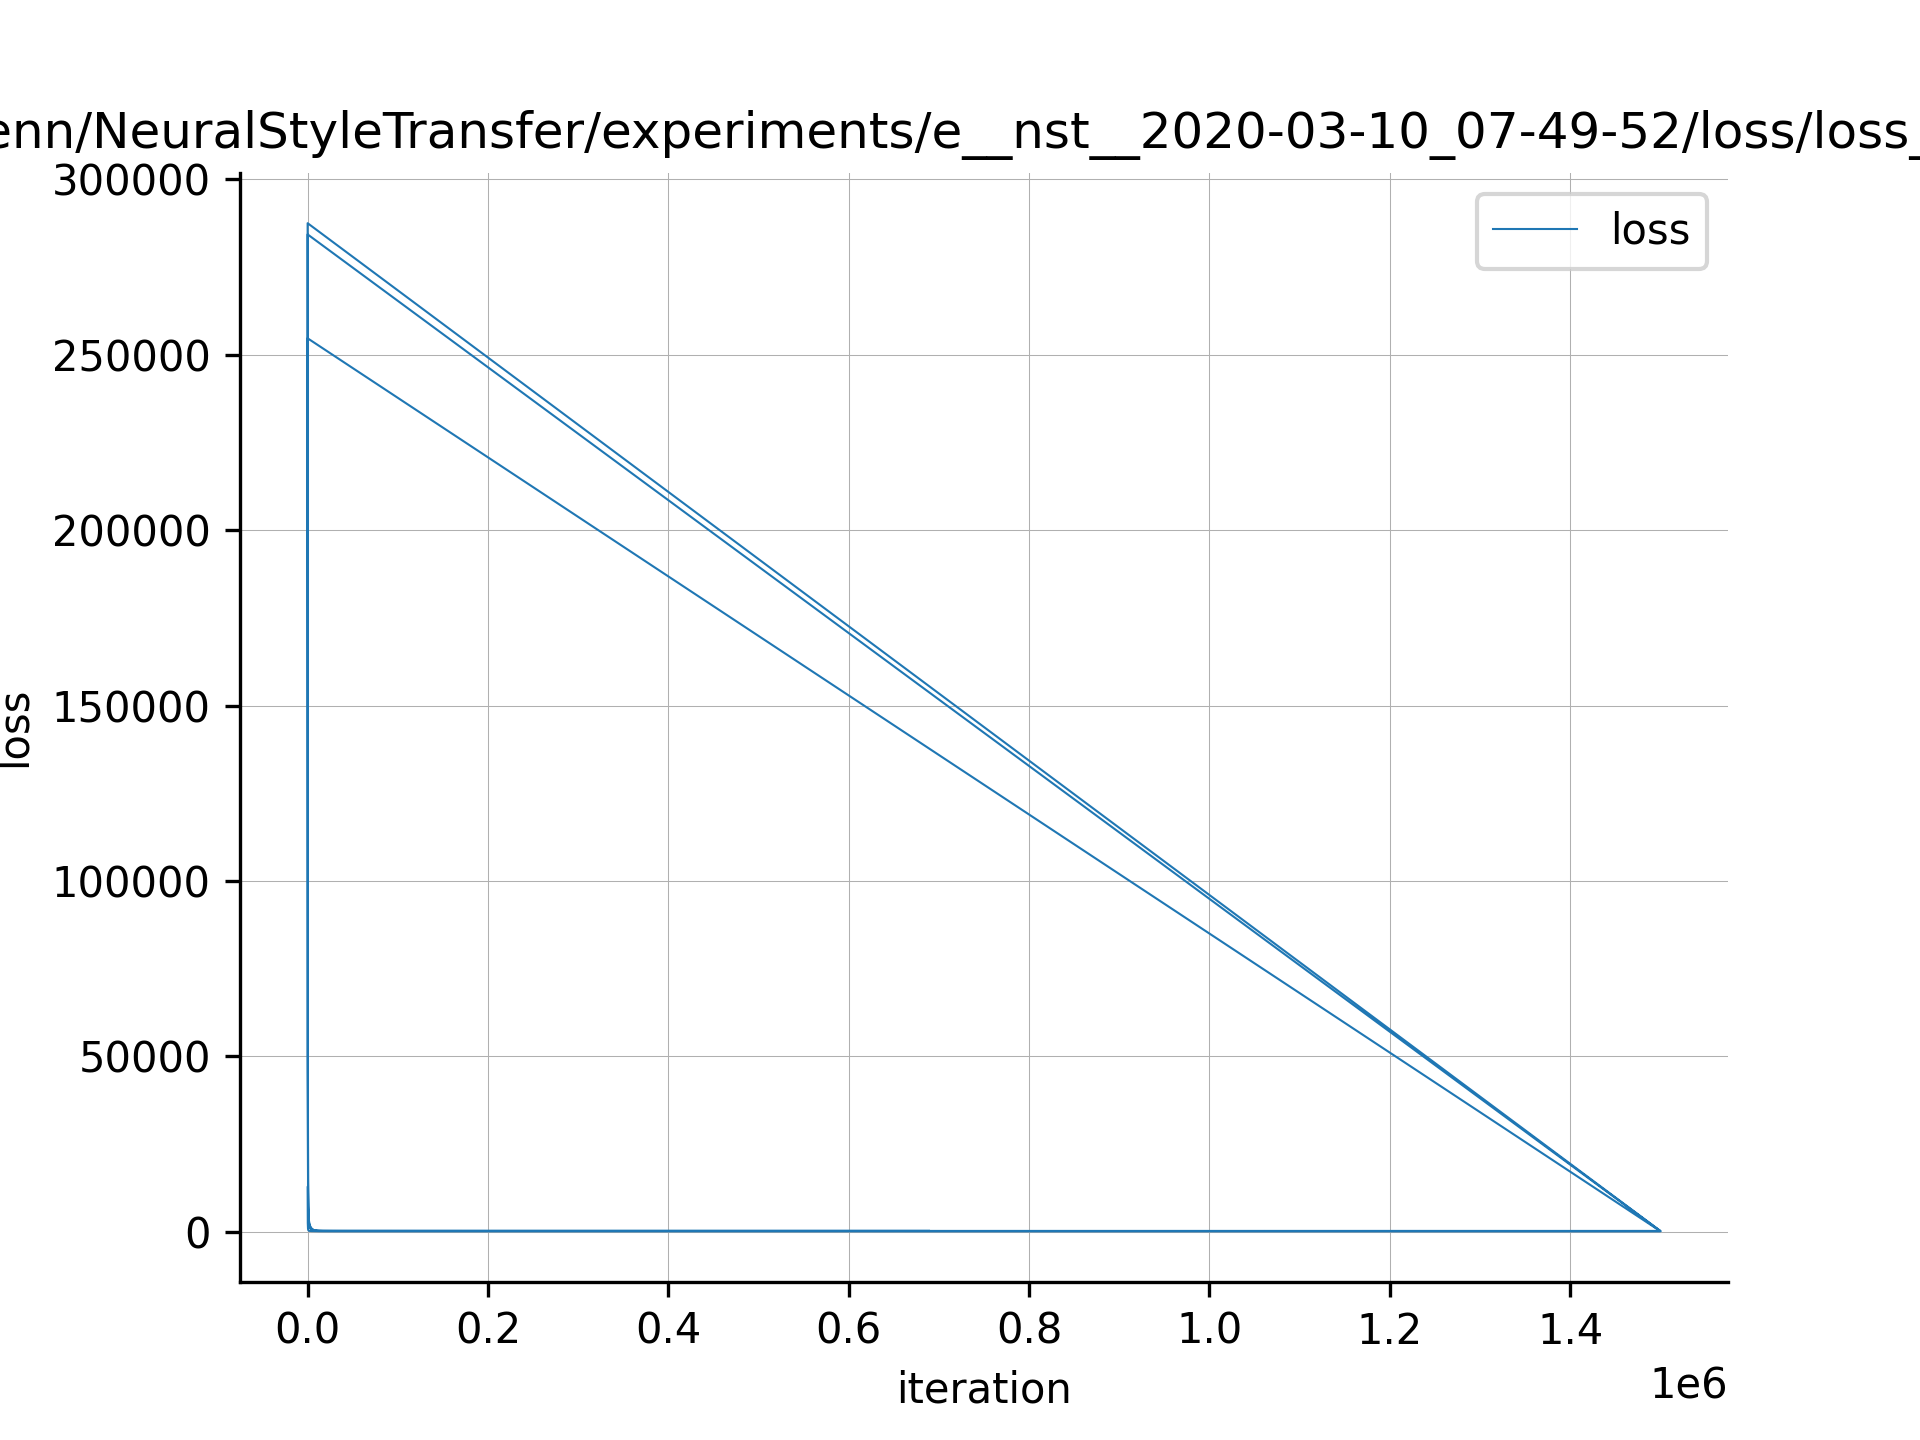 enn/NeuralStyleTransfer/experiments/e__nst__2020-03-10_07-49-52/loss/loss_
300000
250000
200000
150000
100000
50000
0
loss
loss
0.0 0.2 0.4 0.6 0.8 1.0 1.2 1.4
1e6
iteration